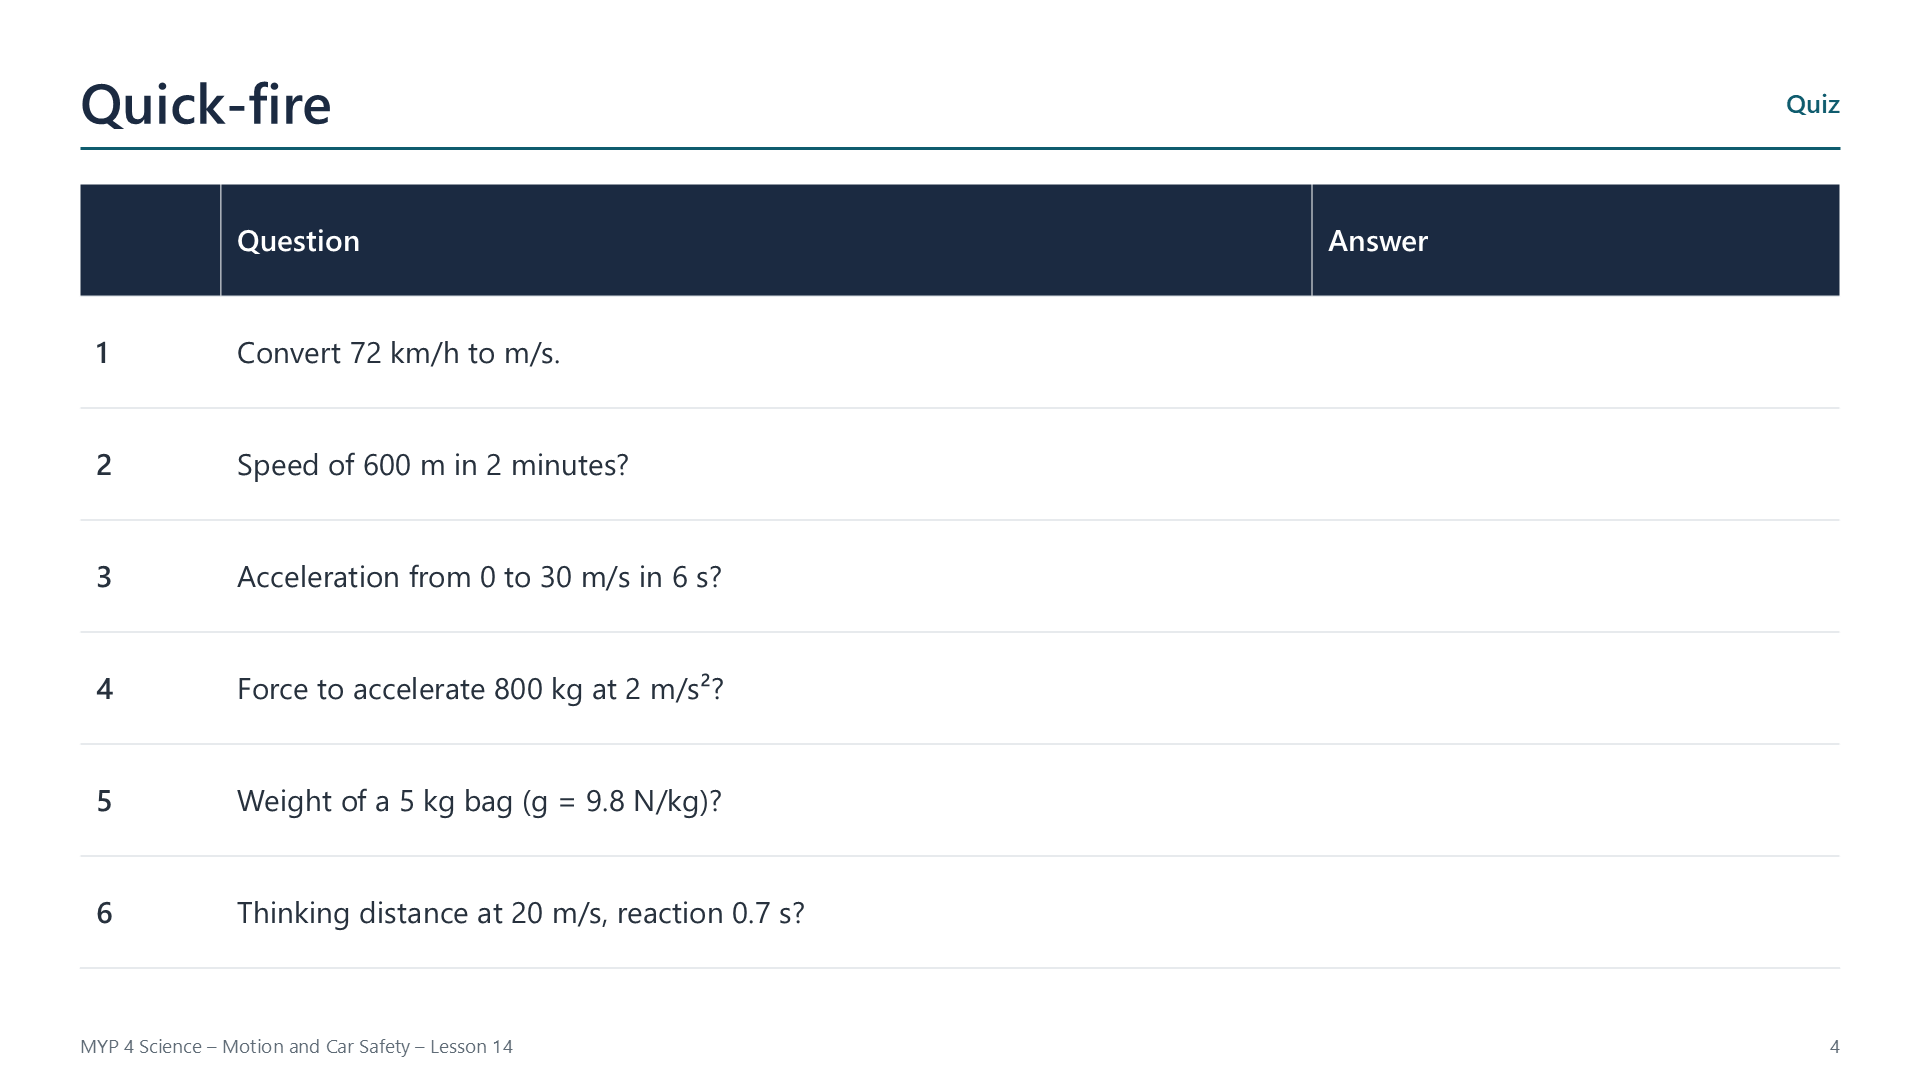 Quick-fire
Quiz
Question Answer
1 Convert 72 km/h to m/s.
2 Speed of 600 m in 2 minutes?
3 Acceleration from 0 to 30 m/s in 6 s?
4 Force to accelerate 800 kg at 2 m/s²?
5 Weight of a 5 kg bag (g = 9.8 N/kg)?
6 Thinking distance at 20 m/s, reaction 0.7 s?
MYP 4 Science – Motion and Car Safety – Lesson 14
4